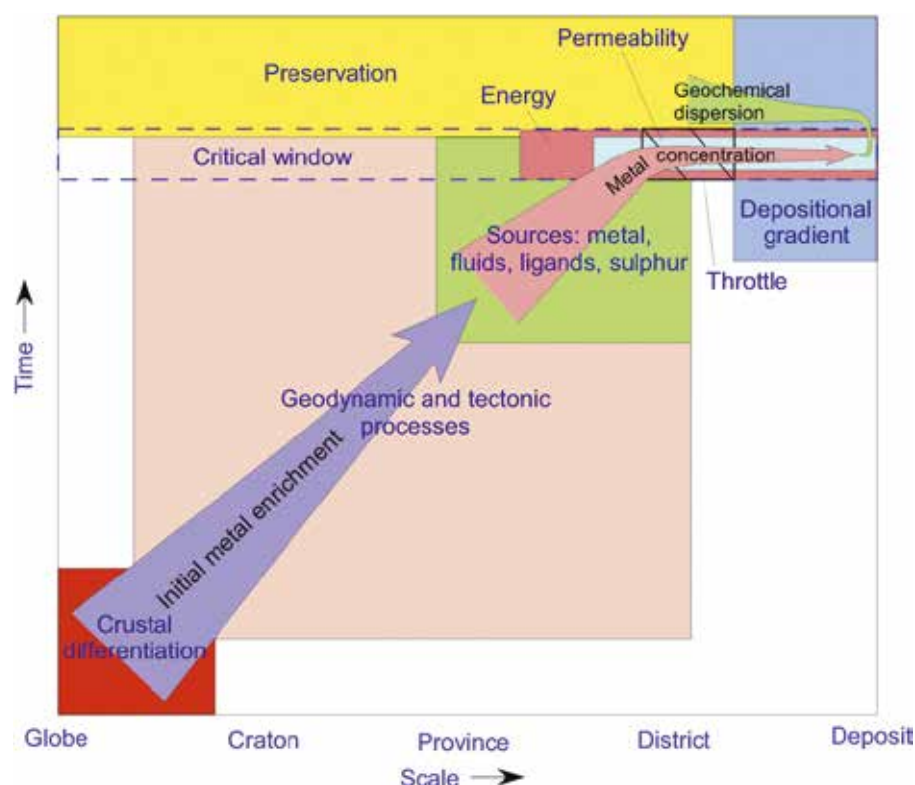 Permeability
Preservation
Energy
Geochemical
dispersion
Critical window
Metal
concentration
Sources: metal,
fluids, ligands, sulphur
Depositional
gradient
Throttle
Time
Geodynamic and tectonic
processes
Initial metal enrichment
Crustal
differentiation
Globe
Craton
Province
District
Deposit
Scale